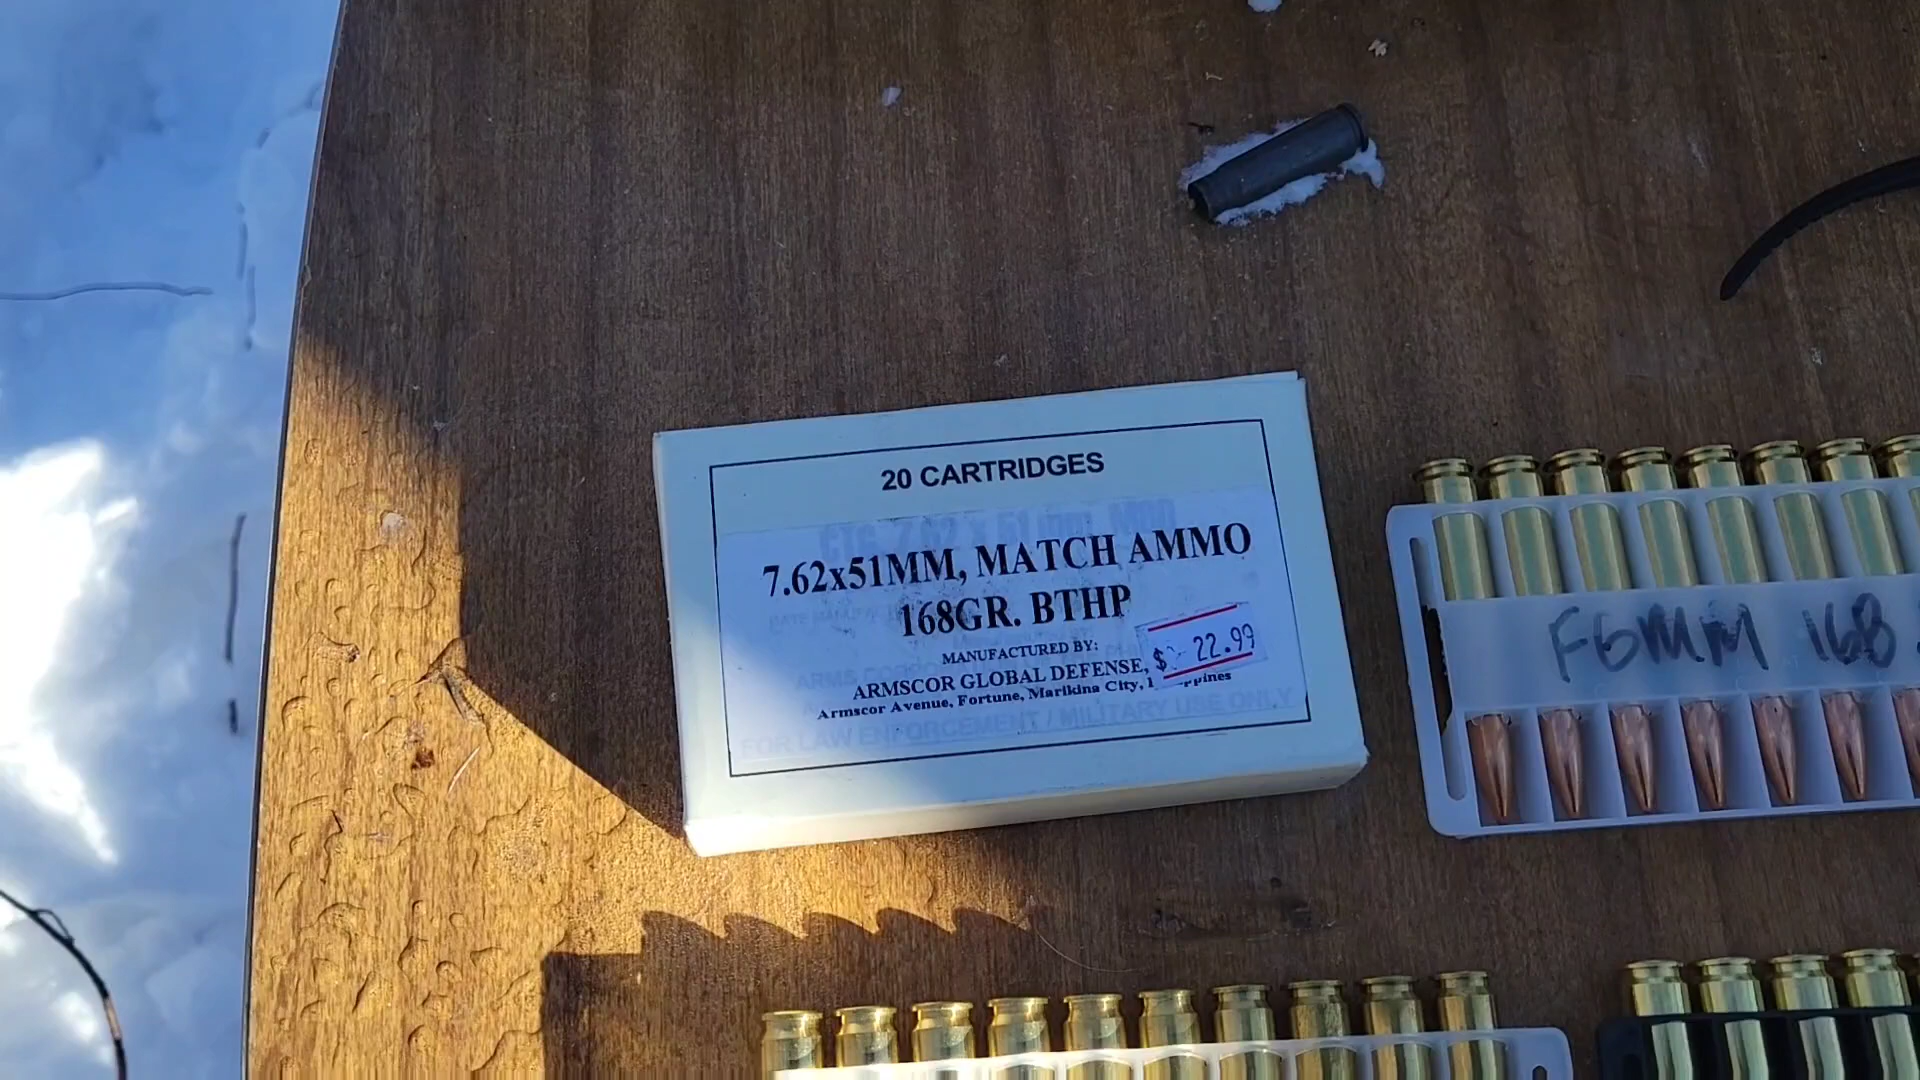 20 CARTRIDGES
7.62x51MM, MATCH AMMO
168GR. BTHP
MANUFACTURED BY:
ARMSCOR GLOBAL DEFENSE,
$ 22.99
Armscor Avenue, Fortune, Marikina City,
FOR LAW ENFORCEMENT / MILITARY USE ONLY
FGMM 168